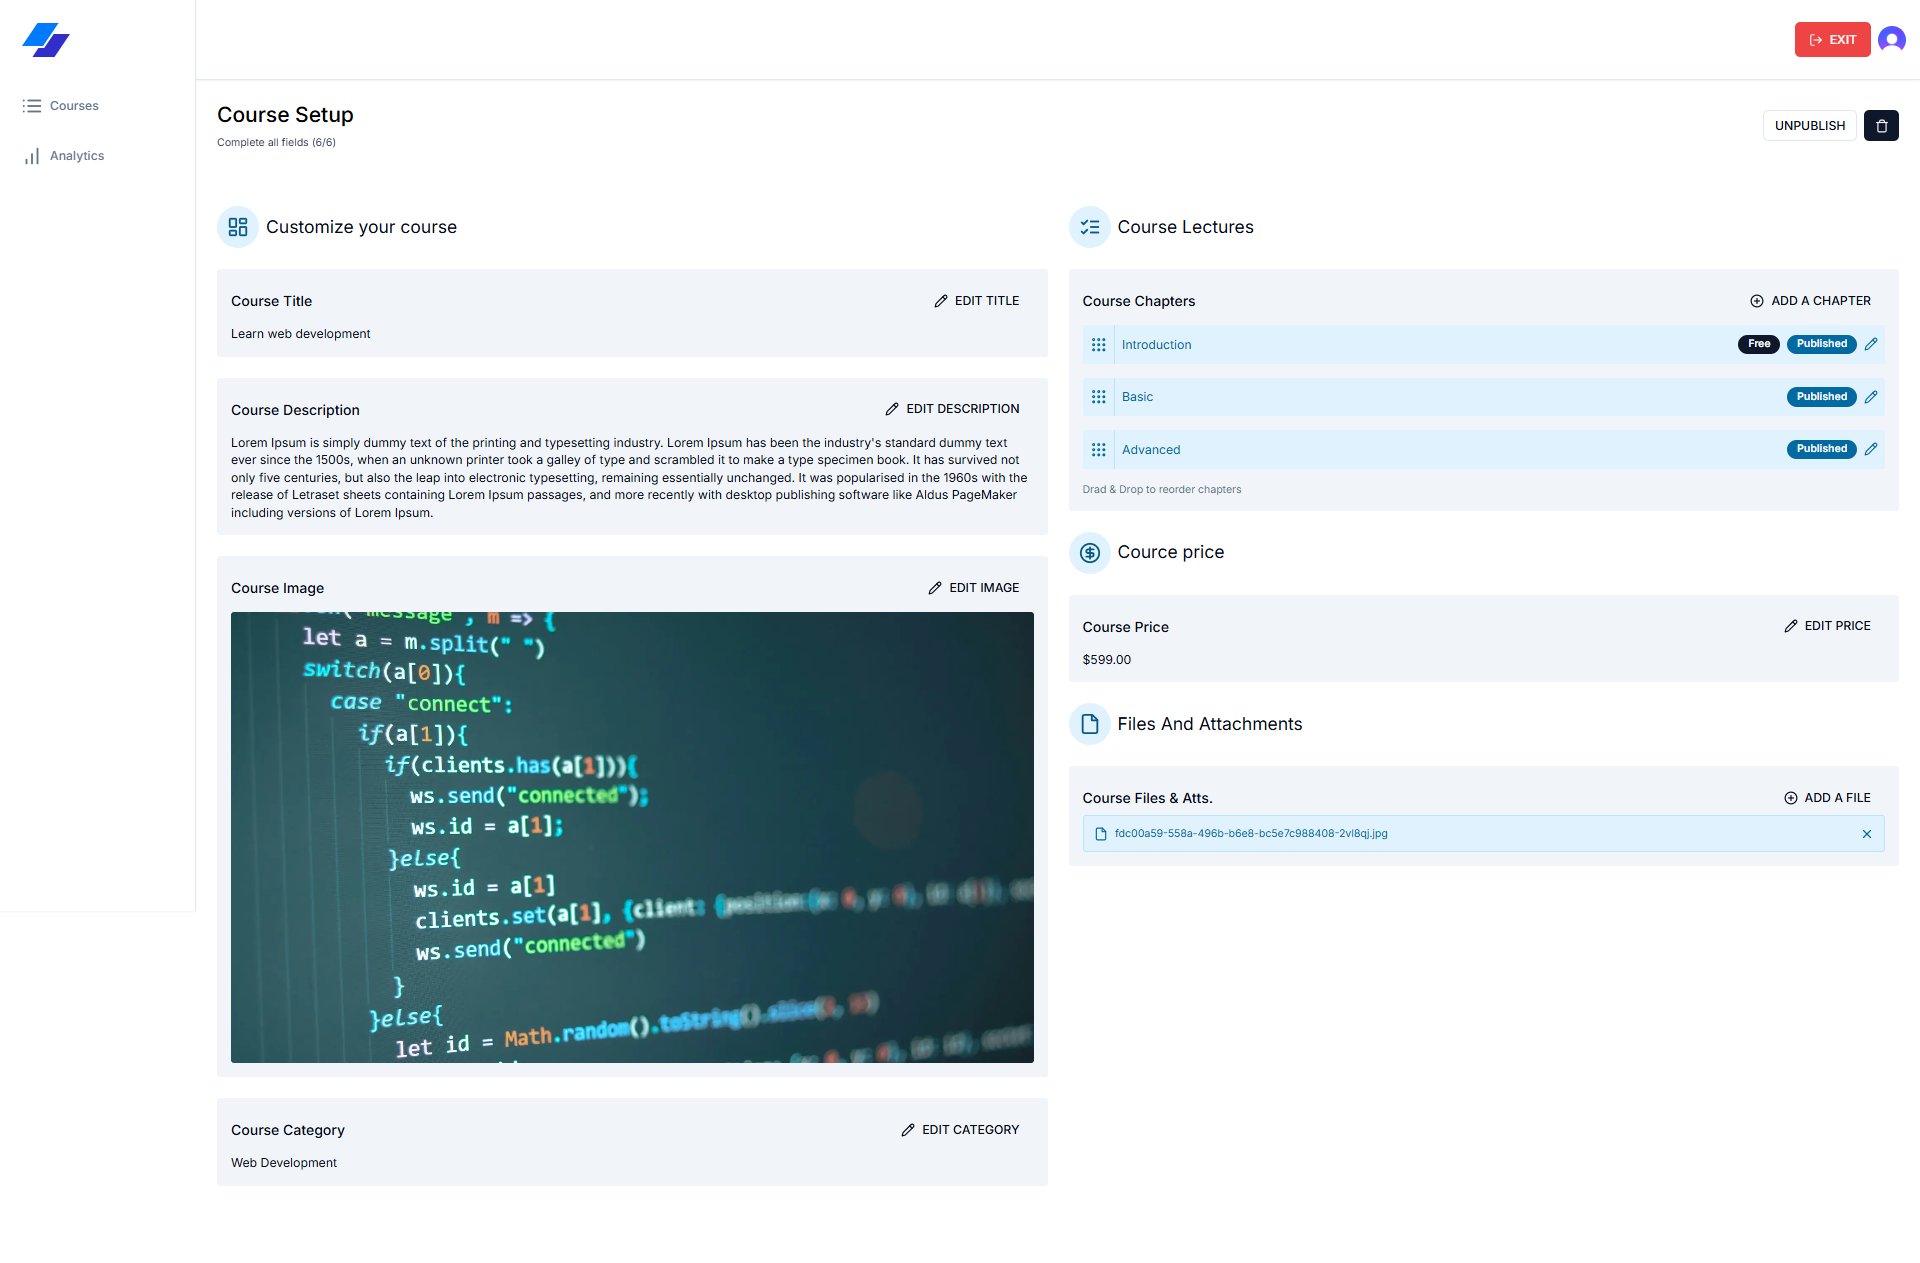 EXIT
Courses
Analytics
Course Setup
Complete all fields (6/6)
UNPUBLISH
Customize your course
Course Title
EDIT TITLE
Learn web development
Course Description
EDIT DESCRIPTION
Lorem Ipsum is simply dummy text of the printing and typesetting industry. Lorem Ipsum has been the industry's standard dummy text
ever since the 1500s, when an unknown printer took a galley of type and scrambled it to make a type specimen book. It has survived not
only five centuries, but also the leap into electronic typesetting, remaining essentially unchanged. It was popularised in the 1960s with the
release of Letraset sheets containing Lorem Ipsum passages, and more recently with desktop publishing software like Aldus PageMaker
including versions of Lorem Ipsum.
Course Image
EDIT IMAGE
message", m => {
let a = m.split(" ")
switch(a[0]){
case "connect":
if(a[1]){
if(clients.has(a[1])){
ws.send("connected");
ws.id = a[1];
}else{
ws.id = a[1]
clients.set(a[1], {client: {position:
ws.send("connected")
}
}else{
let id = Math.random().toString().slice(
Course Category
EDIT CATEGORY
Web Development
Course Lectures
Course Chapters
ADD A CHAPTER
Introduction
Free
Published
Basic
Published
Advanced
Published
Drad & Drop to reorder chapters
Cource price
Course Price
EDIT PRICE
$599.00
Files And Attachments
Course Files & Atts.
ADD A FILE
fdc00a59-558a-496b-b6e8-bc5e7c988408-2vl8qj.jpg